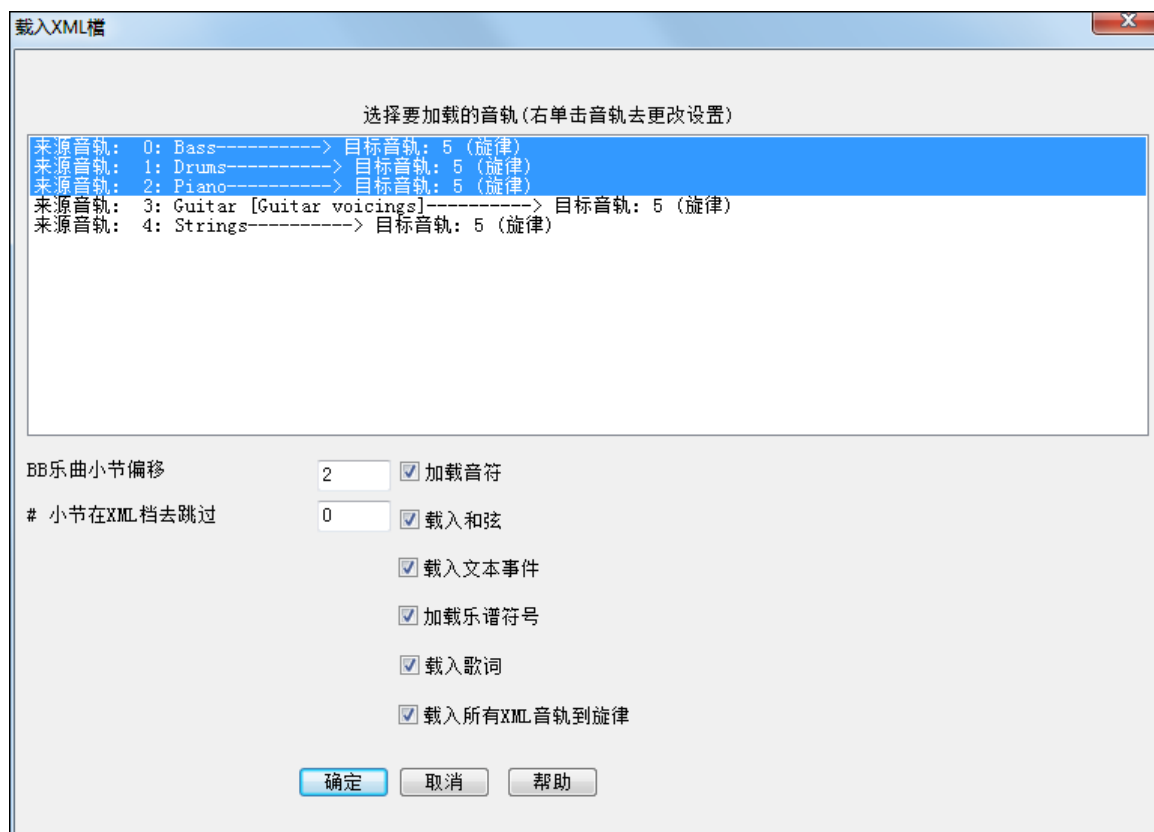 载入XML檔
选择要加载的音轨(右单击音轨去更改设置)
来源音轨: 0: Bass----------> 目标音轨: 5 (旋律)
来源音轨: 1: Drums----------> 目标音轨: 5 (旋律)
来源音轨: 2: Piano----------> 目标音轨: 5 (旋律)
来源音轨: 3: Guitar [Guitar voicings]----------> 目标音轨: 5 (旋律)
来源音轨: 4: Strings----------> 目标音轨: 5 (旋律)
BB乐曲小节偏移 2 加载音符
# 小节在XML档去跳过 0 载入和弦
载入文本事件
加载乐谱符号
载入歌词
载入所有XML音轨到旋律
确定 取消 帮助